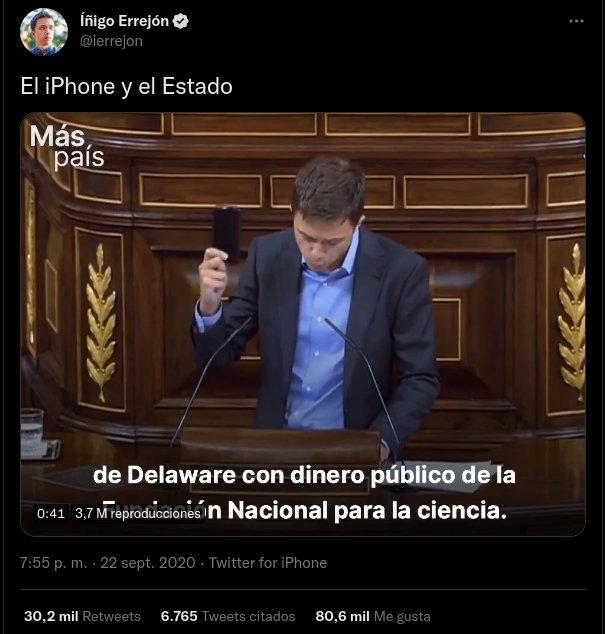 Íñigo Errejón
@ierrejon
El iPhone y el Estado
Más
país
de Delaware con dinero público de la
Fundación Nacional para la ciencia.
0:41 3,7 M reproducciones
7:55 p. m. · 22 sept. 2020 · Twitter for iPhone
30,2 mil Retweets 6.765 Tweets citados 80,6 mil Me gusta